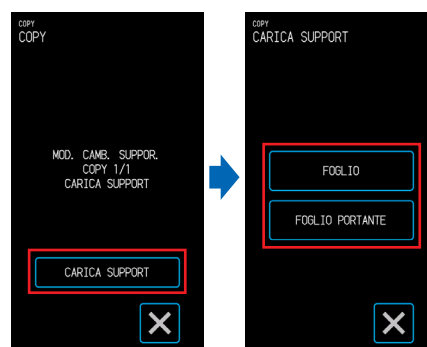 COPY
COPY
MOD. CAMB. SUPPOR.
COPY 1/1
CARICA SUPPORT
CARICA SUPPORT
COPY
CARICA SUPPORT
FOGLIO
FOGLIO PORTANTE